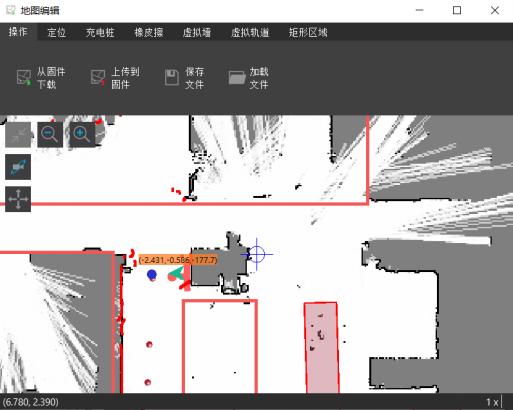 地图编辑
操作 定位 充电桩 橡皮擦 虚拟墙 虚拟轨道 矩形区域
从固件 上传到 保存 加载
下载 固件 文件 文件
(-2.431,-0.586,-177.7)
(6.780, 2.390) 1 x